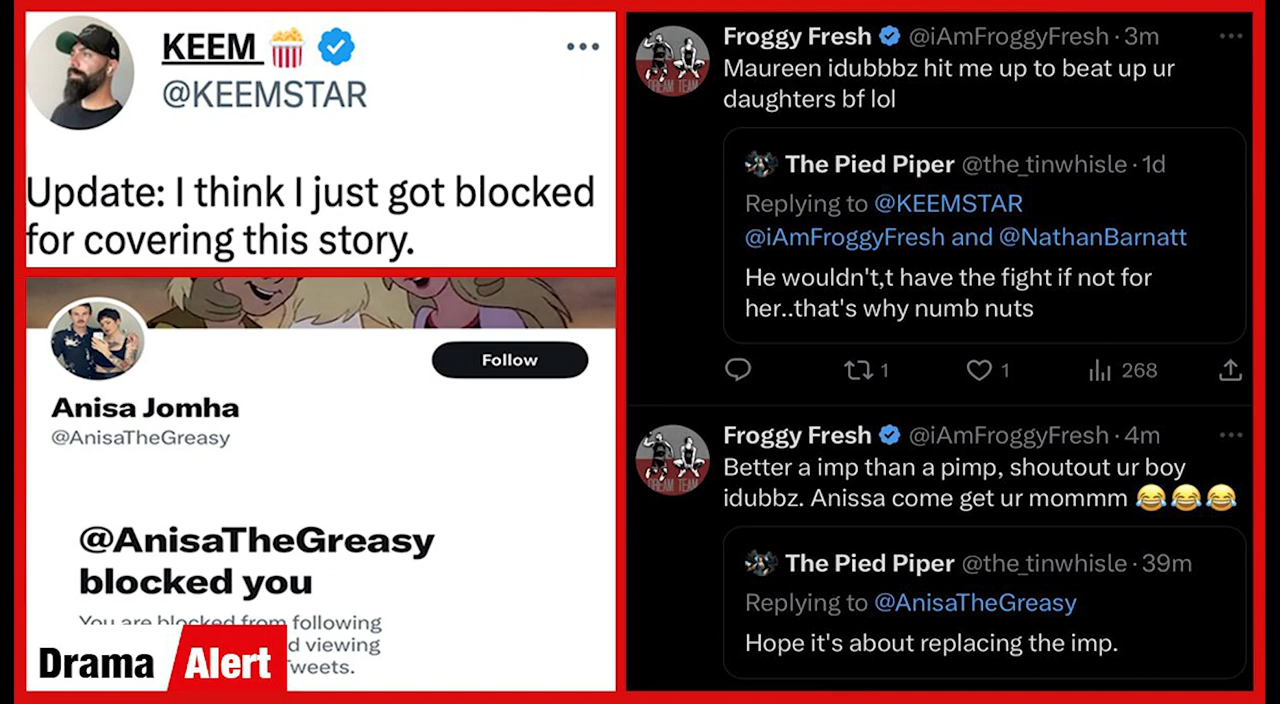 KEEM 🍿
@KEEMSTAR
Update: I think I just got blocked
for covering this story.
Follow
Anisa Jomha
@AnisaTheGreasy
@AnisaTheGreasy
blocked you
You are blocked from following
d viewing
Tweets.
Drama Alert
Froggy Fresh @iAmFroggyFresh · 3m
Maureen idubbbz hit me up to beat up ur
daughters bf lol
The Pied Piper @the_tinwhisle · 1d
Replying to @KEEMSTAR
@iAmFroggyFresh and @NathanBarnatt
He wouldn't,t have the fight if not for
her..that's why numb nuts
1
1
268
DREAM TEAM
Froggy Fresh @iAmFroggyFresh · 4m
Better a imp than a pimp, shoutout ur boy
idubbz. Anissa come get ur mommm 😂😂😂
DREAM TEAM
The Pied Piper @the_tinwhisle · 39m
Replying to @AnisaTheGreasy
Hope it's about replacing the imp.